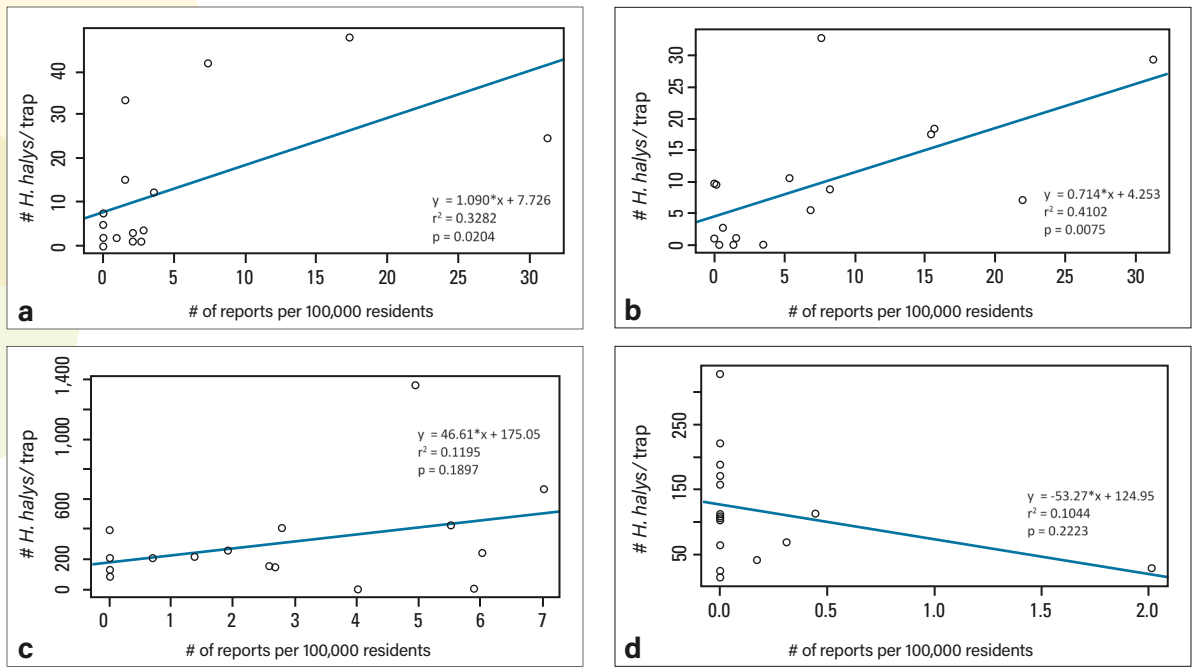 # H. halys/ trap
40
30
20
10
0
y = 1.090*x + 7.726
r² = 0.3282
p = 0.0204
0 5 10 15 20 25 30
# of reports per 100,000 residents
a
# H. halys/ trap
30
25
20
15
10
5
0
y = 0.714*x + 4.253
r² = 0.4102
p = 0.0075
0 5 10 15 20 25 30
# of reports per 100,000 residents
b
# H. halys/ trap
1,400
1,000
600
200
0
y = 46.61*x + 175.05
r² = 0.1195
p = 0.1897
0 1 2 3 4 5 6 7
# of reports per 100,000 residents
c
# H. halys/ trap
250
150
50
y = -53.27*x + 124.95
r² = 0.1044
p = 0.2223
0.0 0.5 1.0 1.5 2.0
# of reports per 100,000 residents
d